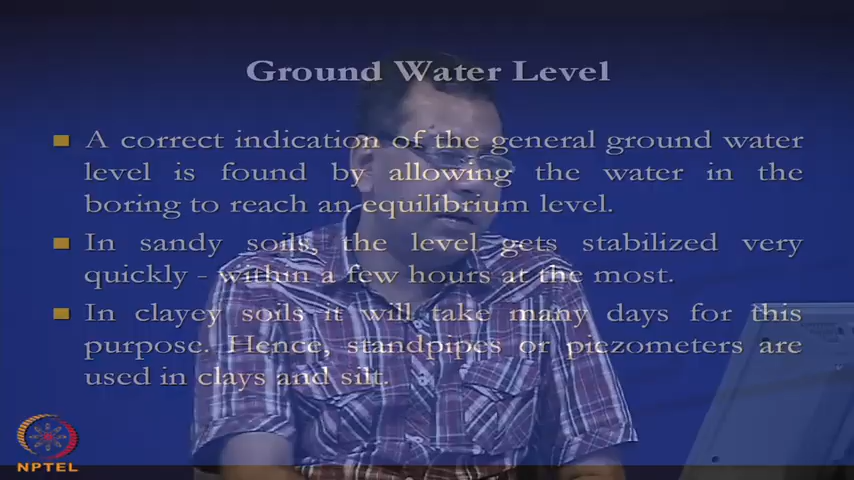 Ground Water Level
A correct indication of the general ground water
level is found by allowing the water in the
boring to reach an equilibrium level.
In sandy soils, the level gets stabilized very
quickly - within a few hours at the most.
In clayey soils it will take many days for this
purpose. Hence, standpipes or piezometers are
used in clays and silt.
NPTEL